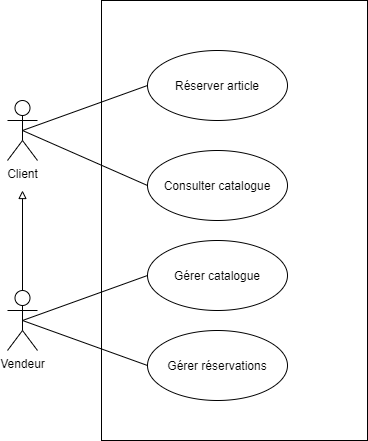 Réserver article
Client
Consulter catalogue
Gérer catalogue
Vendeur
Gérer réservations